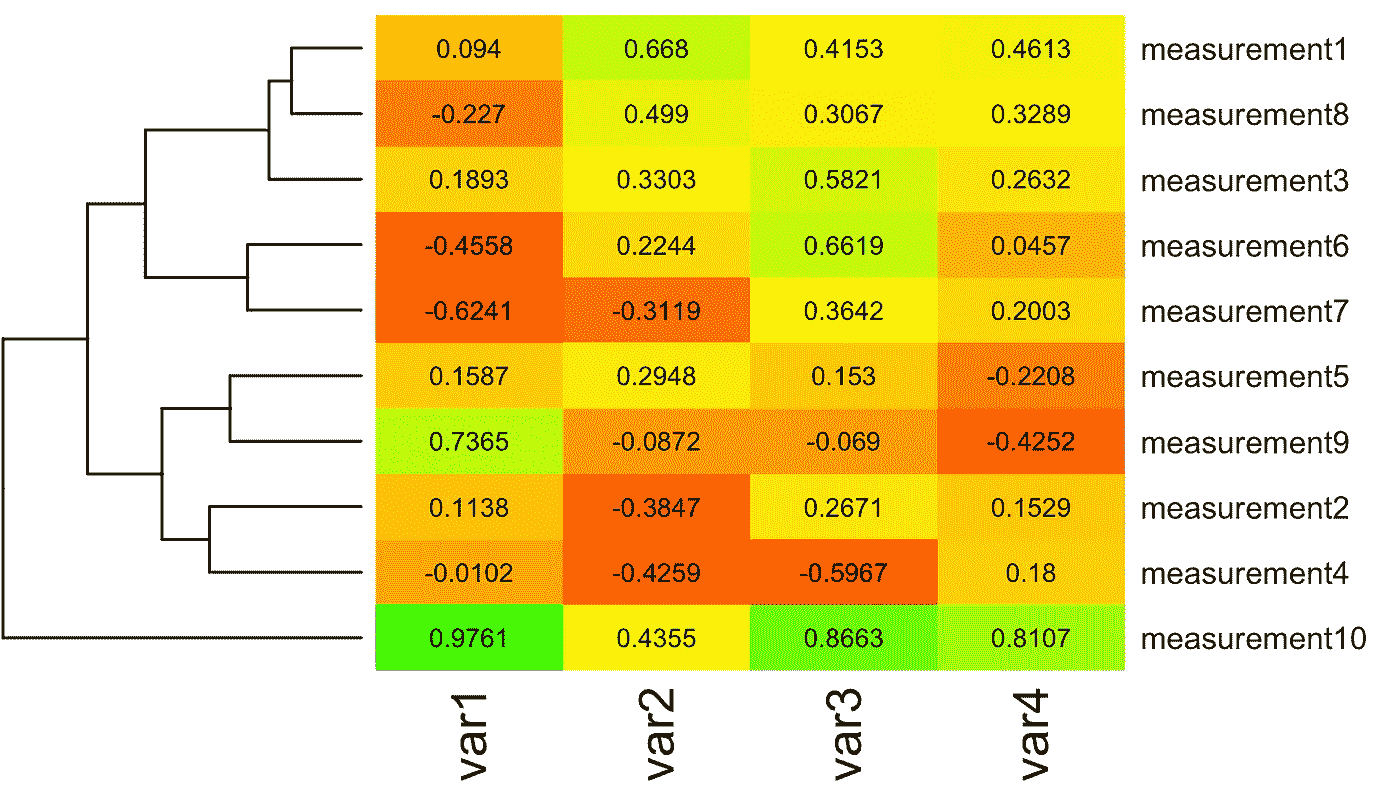 0.094 0.668 0.4153 0.4613 measurement1
-0.227 0.499 0.3067 0.3289 measurement8
0.1893 0.3303 0.5821 0.2632 measurement3
-0.4558 0.2244 0.6619 0.0457 measurement6
-0.6241 -0.3119 0.3642 0.2003 measurement7
0.1587 0.2948 0.153 -0.2208 measurement5
0.7365 -0.0872 -0.069 -0.4252 measurement9
0.1138 -0.3847 0.2671 0.1529 measurement2
-0.0102 -0.4259 -0.5967 0.18 measurement4
0.9761 0.4355 0.8663 0.8107 measurement10
var1 var2 var3 var4